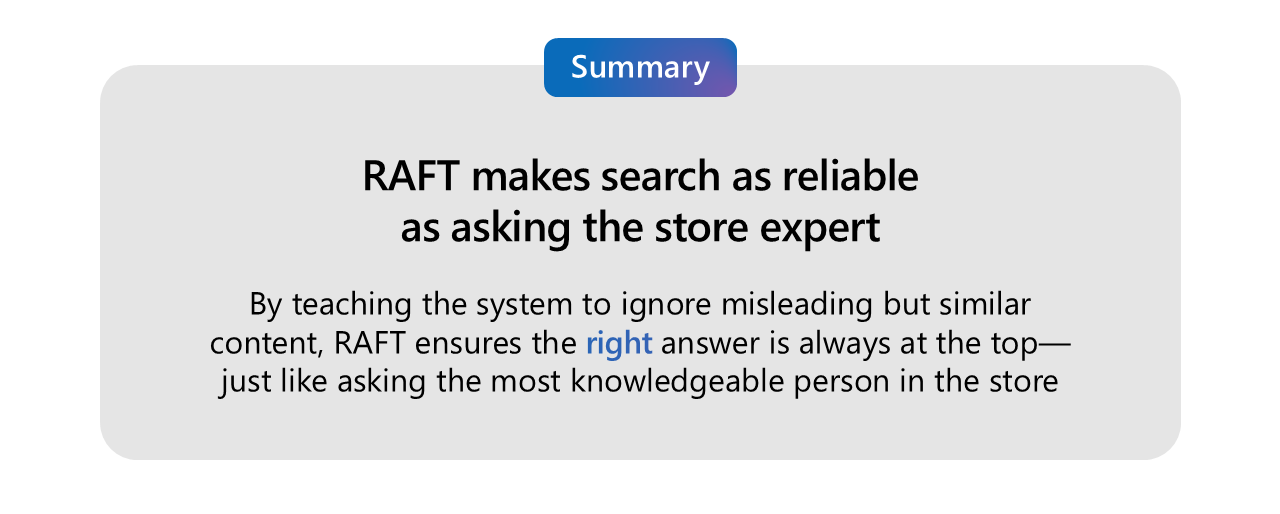 Summary
RAFT makes search as reliable
as asking the store expert
By teaching the system to ignore misleading but similar
content, RAFT ensures the right answer is always at the top—
just like asking the most knowledgeable person in the store